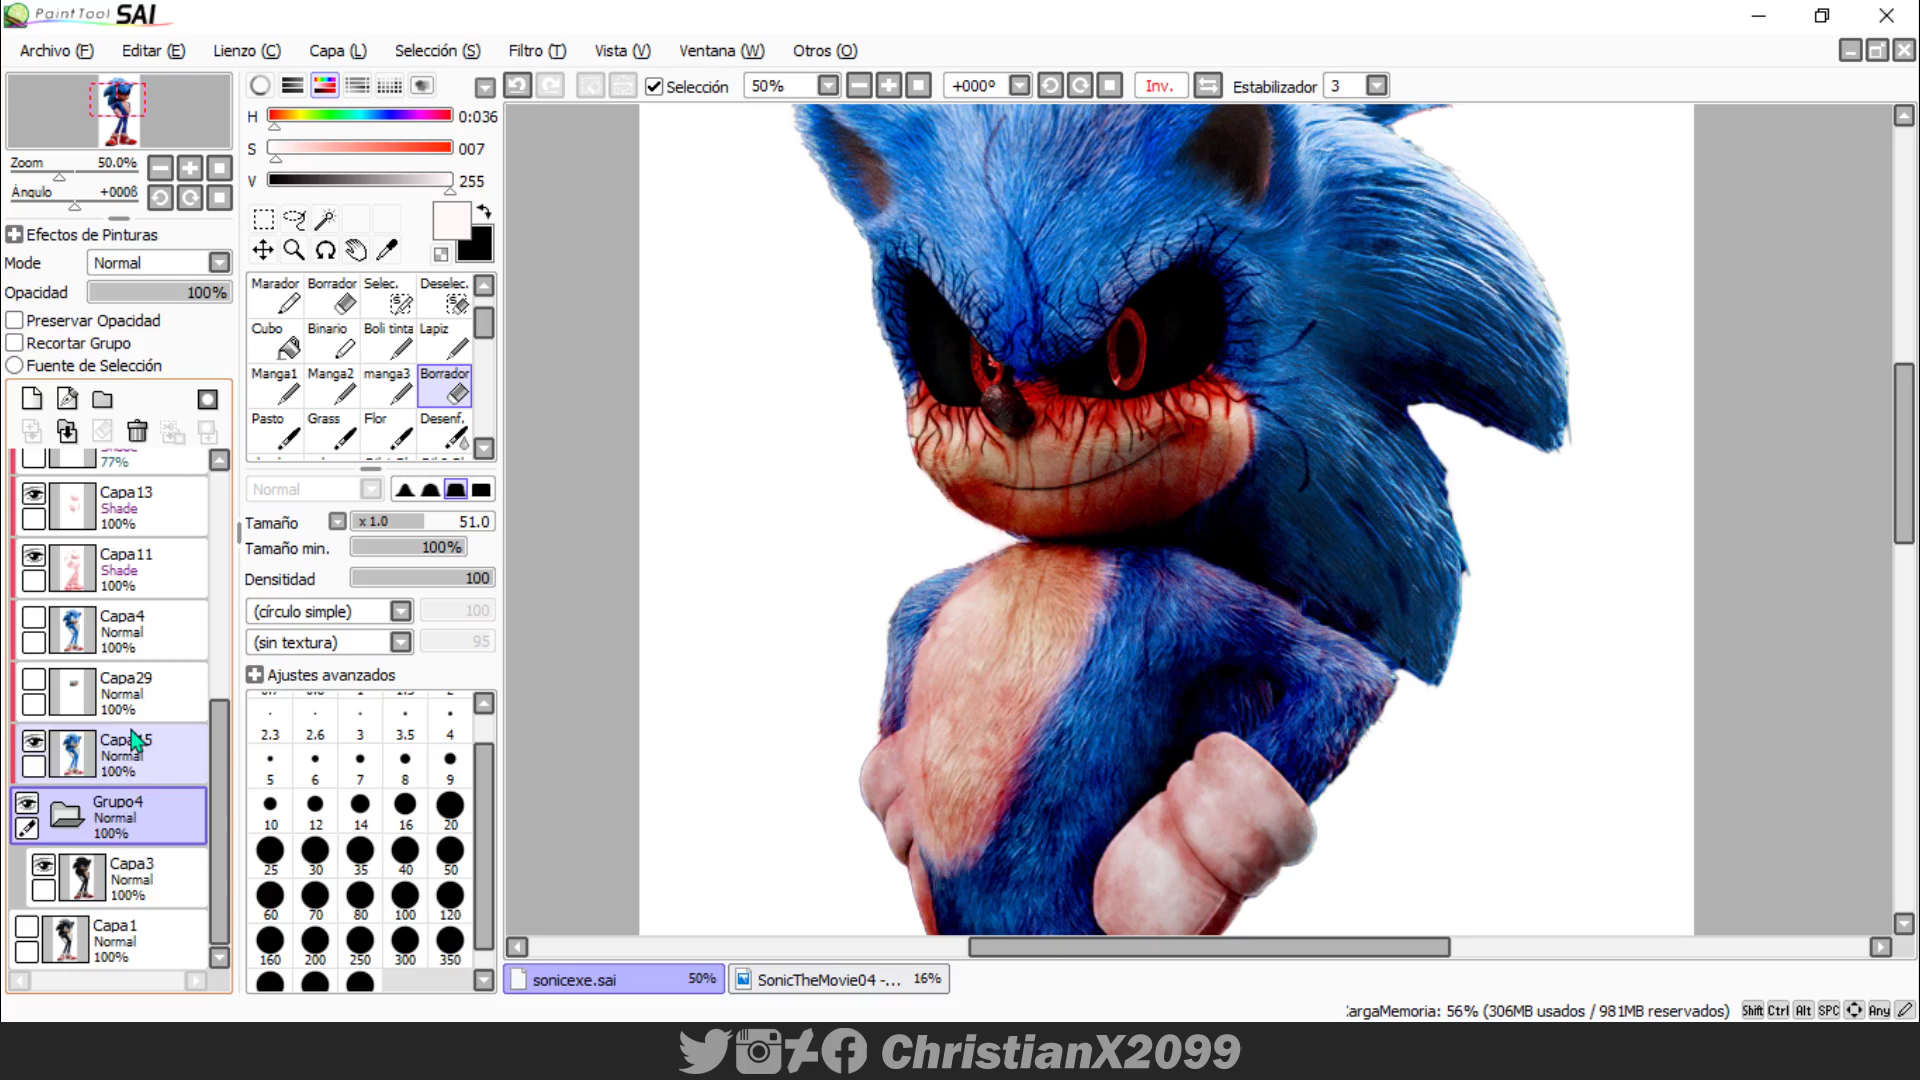 PaintTool SAI
Archivo (F) Editar (E) Lienzo (C) Capa (L) Selección (S) Filtro (T) Vista (V) Ventana (W) Otros (O)
Selección 50% +000º Inv. Estabilizador 3
H 0:036
S 007
V 255
Zoom 50.0%
Ángulo +000ß
Efectos de Pinturas
Mode Normal
Opacidad 100%
Preservar Opacidad
Recortar Grupo
Fuente de Selección
77%
Capa13
Shade
100%
Capa11
Shade
100%
Capa4
Normal
100%
Capa29
Normal
100%
Normal
100%
Grupo4
Normal
100%
Capa3
Normal
100%
Capa1
Normal
100%
Marador Borrador Selec. Deselec.
Cubo Binario Boli tinta Lapiz
Manga1 Manga2 manga3 Borrador
Pasto Grass Flor Desenf.
Normal
Tamaño x 1.0 51.0
Tamaño min. 100%
Densitidad 100
(círculo simple) 100
(sin textura) 95
Ajustes avanzados
2.3 2.6 3 3.5 4
5 6 7 8 9
10 12 14 16 20
25 30 35 40 50
60 70 80 100 120
160 200 250 300 350
sonicexe.sai 50% SonicTheMovie04 -... 16%
argaMemoria: 56% (306MB usados / 981MB reservados) Shift Ctrl Alt SPC Any
ChristianX2099